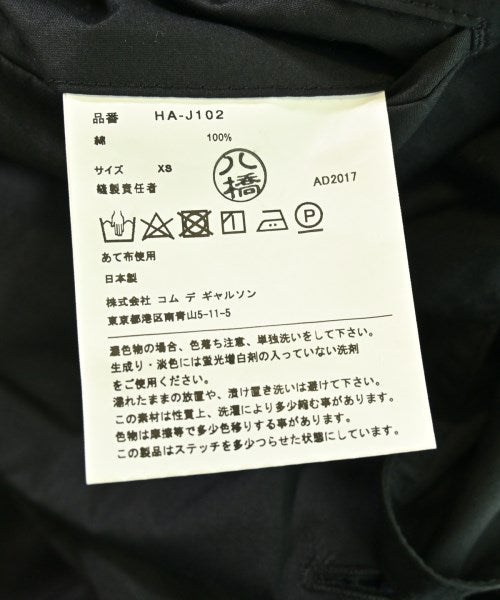 品番 HA-J102
綿 100%
サイズ XS
縫製責任者 八橋 AD2017
P
あて布使用
日本製
株式会社 コム デ ギャルソン
東京都港区南青山5-11-5
濃色物の場合、色落ち注意、単独洗いをして下さい。
生成り・淡色には蛍光増白剤の入っていない洗剤
をご使用ください。
濡れたままの放置や、漬け置き洗いは避けて下さい。
この素材は性質上、洗濯により多少縮む事があります。
色物は摩擦等で多少色移りする事があります。
この製品はステッチを多少つらせた状態にしています。